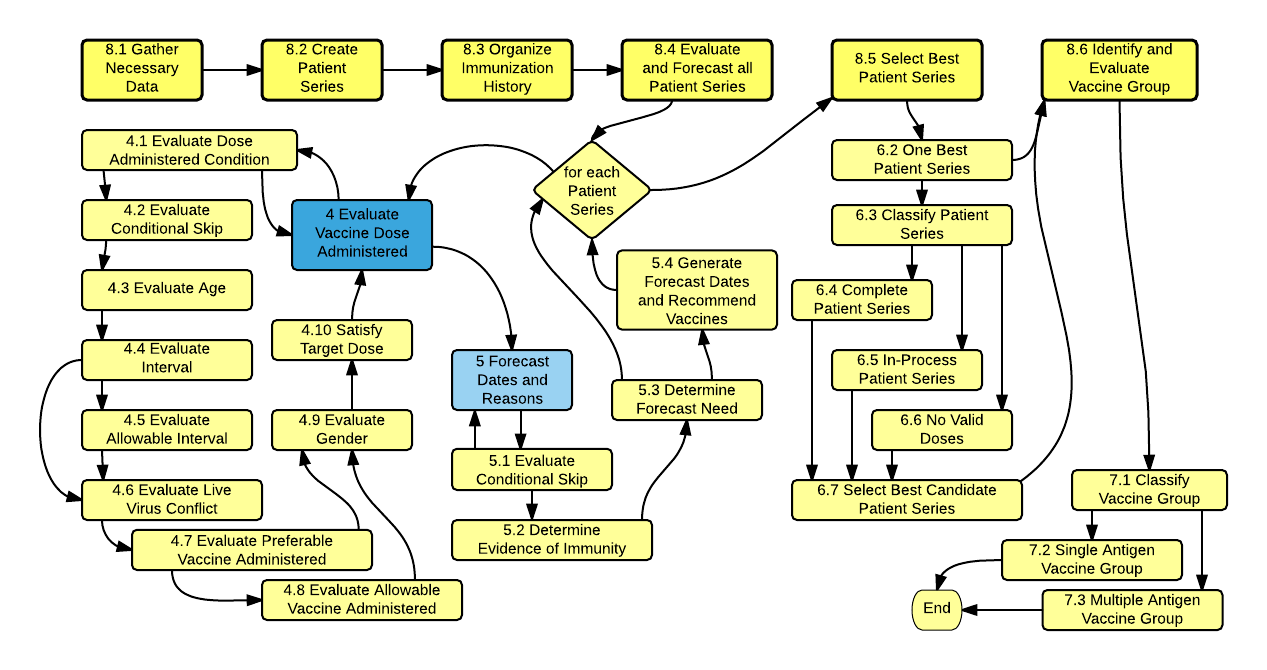 8.1 Gather
Necessary
Data
8.2 Create
Patient
Series
8.3 Organize
Immunization
History
8.4 Evaluate
and Forecast all
Patient Series
8.5 Select Best
Patient Series
8.6 Identify and
Evaluate
Vaccine Group
4.1 Evaluate Dose
Administered Condition
4.2 Evaluate
Conditional Skip
4.3 Evaluate Age
4.4 Evaluate
Interval
4.5 Evaluate
Allowable Interval
4.6 Evaluate Live
Virus Conflict
4.7 Evaluate Preferable
Vaccine Administered
4.8 Evaluate Allowable
Vaccine Administered
4.9 Evaluate
Gender
4.10 Satisfy
Target Dose
4 Evaluate
Vaccine Dose
Administered
for each
Patient
Series
5 Forecast
Dates and
Reasons
5.1 Evaluate
Conditional Skip
5.2 Determine
Evidence of Immunity
5.3 Determine
Forecast Need
5.4 Generate
Forecast Dates
and Recommend
Vaccines
6.2 One Best
Patient Series
6.3 Classify Patient
Series
6.4 Complete
Patient Series
6.5 In-Process
Patient Series
6.6 No Valid
Doses
6.7 Select Best Candidate
Patient Series
7.1 Classify
Vaccine Group
7.2 Single Antigen
Vaccine Group
7.3 Multiple Antigen
Vaccine Group
End